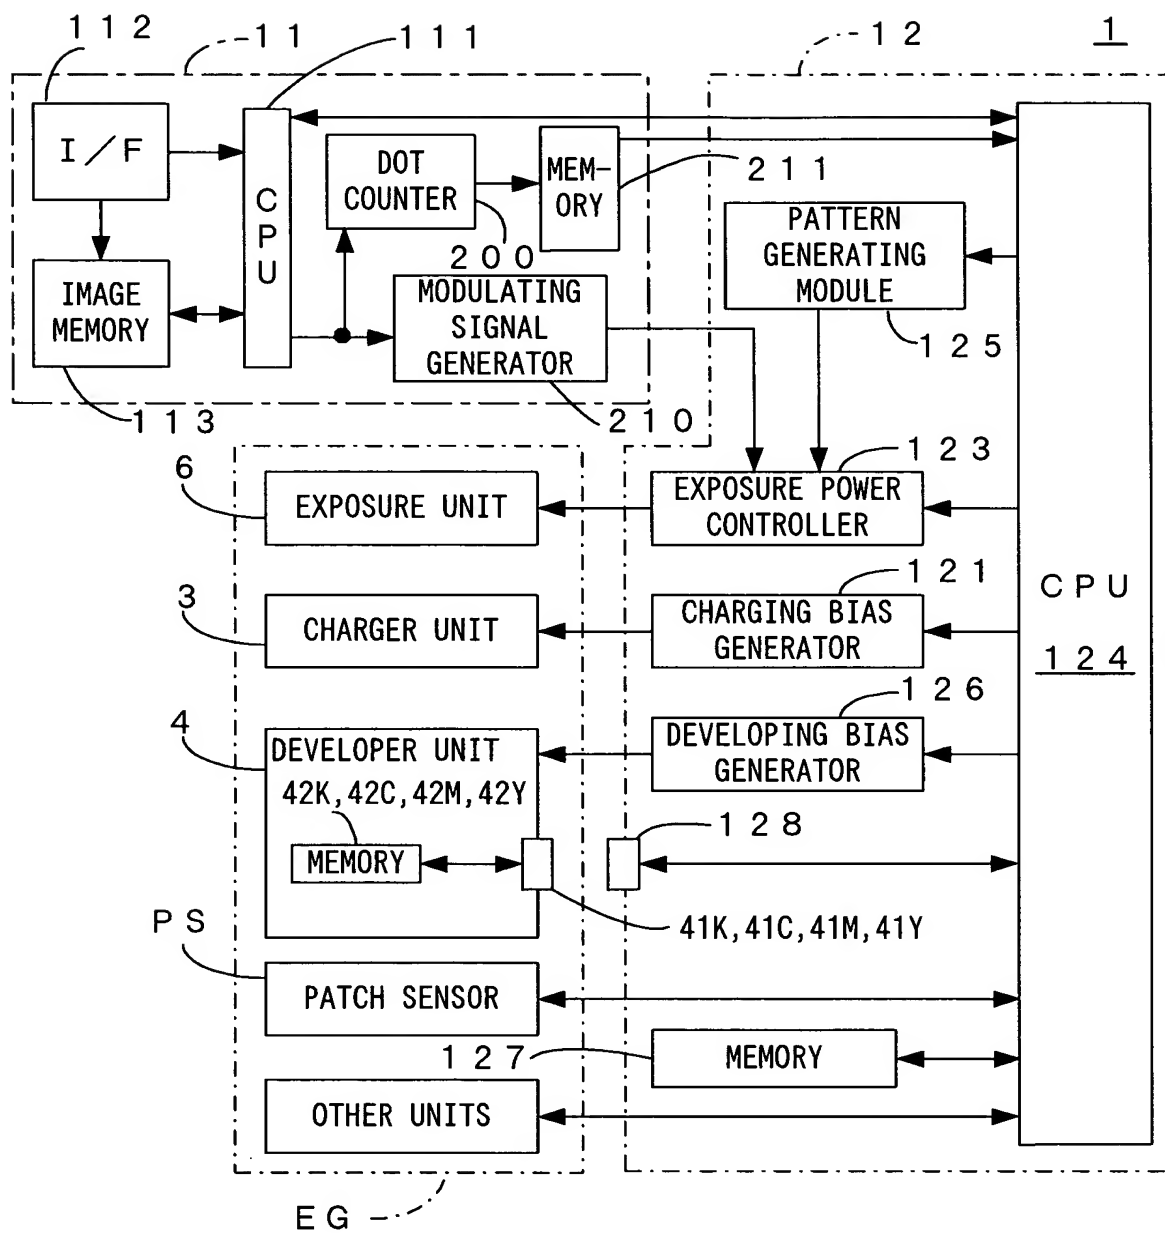 112
11
111
12
1
I/F
CPU
DOT
COUNTER
MEM-
ORY
211
200
PATTERN
GENERATING
MODULE
125
IMAGE
MEMORY
MODULATING
SIGNAL
GENERATOR
113
210
6
EXPOSURE UNIT
123
EXPOSURE POWER
CONTROLLER
3
CHARGER UNIT
121
CHARGING BIAS
GENERATOR
CPU
124
4
DEVELOPER UNIT
42K, 42C, 42M, 42Y
MEMORY
126
DEVELOPING BIAS
GENERATOR
128
41K, 41C, 41M, 41Y
PS
PATCH SENSOR
127
MEMORY
OTHER UNITS
EG